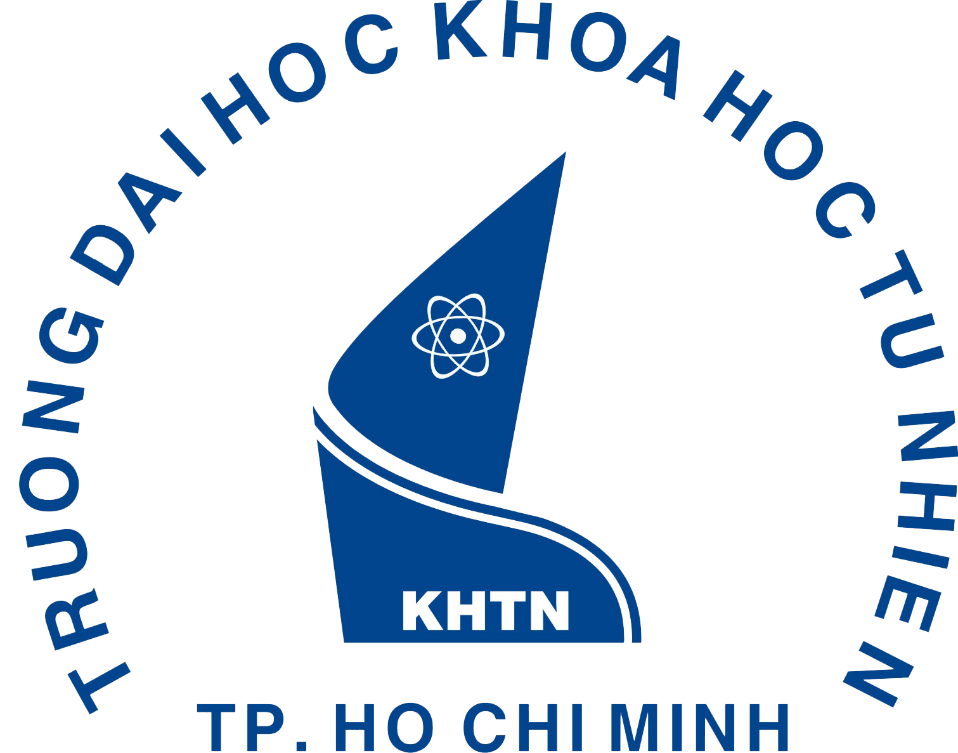 TRUONG DAI HOC KHOA HOC TU NHIEN
KHTN
TP. HO CHI MINH